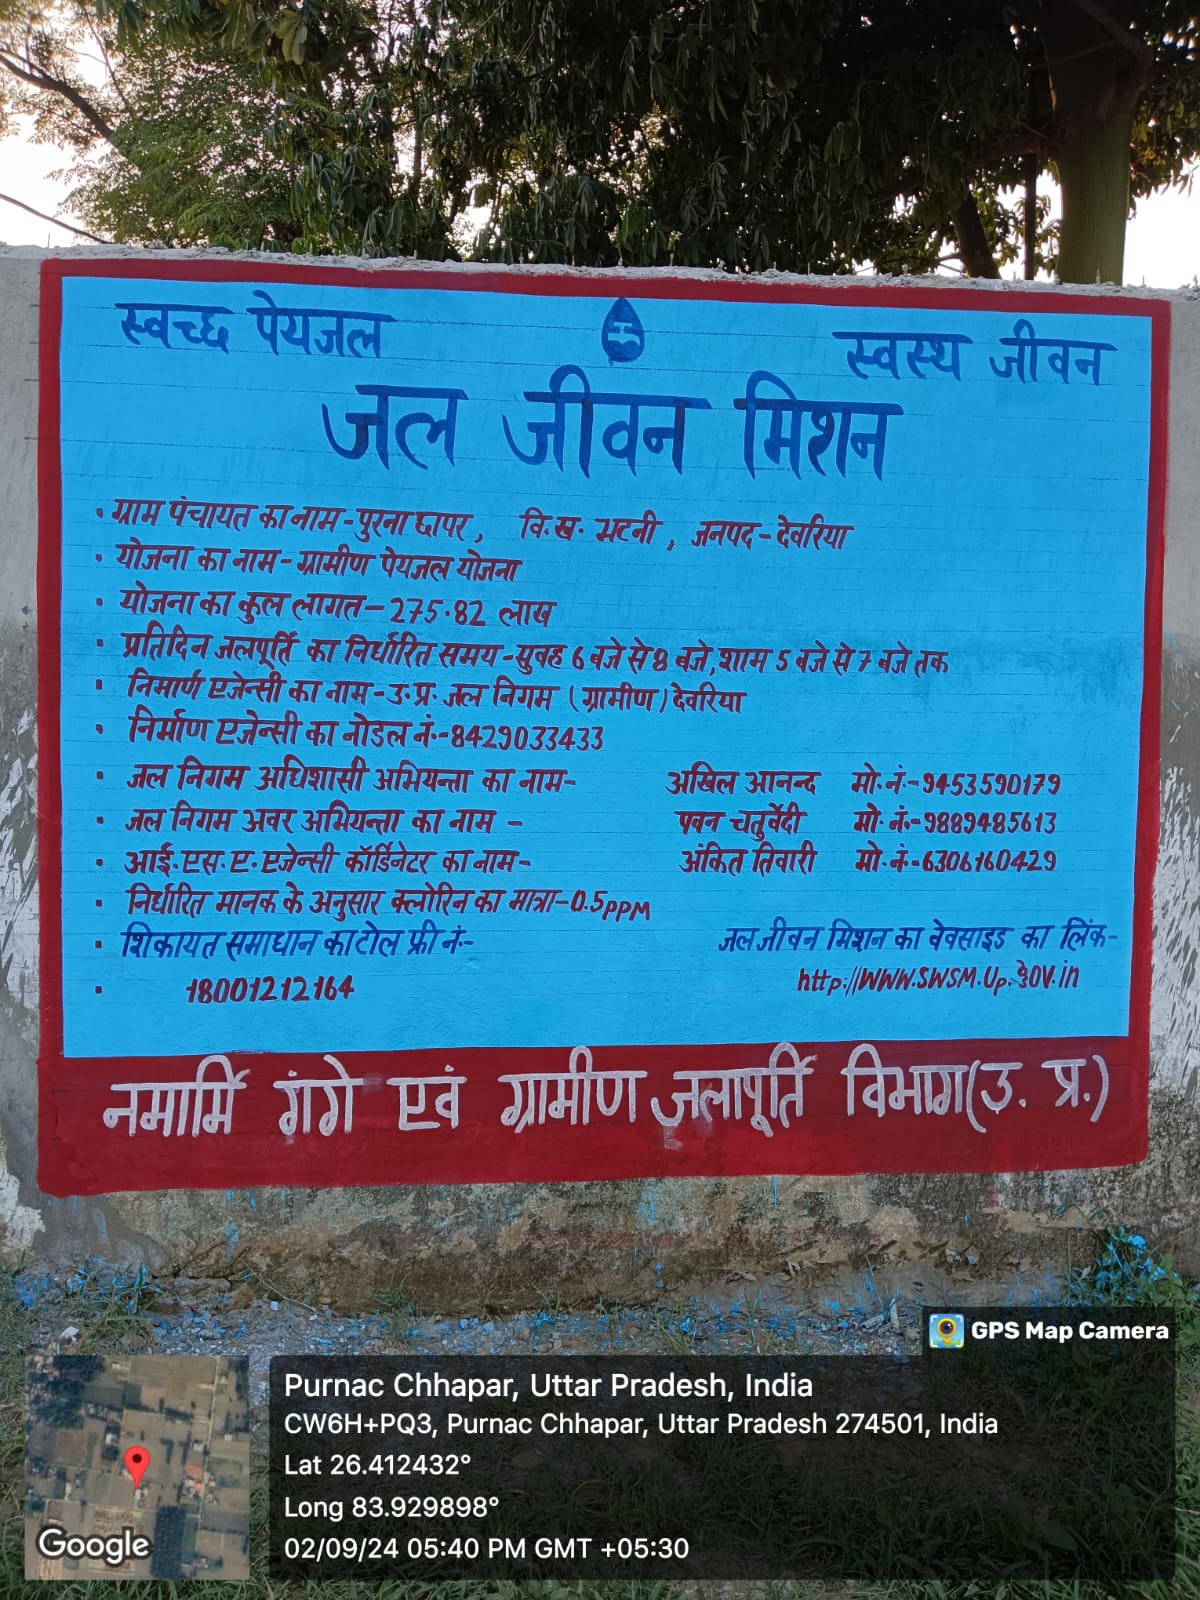 स्वच्छ पेयजल
स्वस्थ जीवन
जल जीवन मिशन
• ग्राम पंचायत का नाम - पुरना छापर, वि.ख. भटनी, जनपद - देवरिया
• योजना का नाम - ग्रामीण पेयजल योजना
• योजना का कुल लागत - 275.82 लाख
• प्रतिदिन जलपूर्ति का निर्धारित समय - सुबह 6 बजे से 8 बजे, शाम 5 बजे से 7 बजे तक
• निमार्ण एजेन्सी का नाम - उ.प्र. जल निगम (ग्रामीण) देवरिया
• निर्माण एजेन्सी का नोडल नं.- 8429033433
• जल निगम अधिशासी अभियन्ता का नाम- अखिल आनन्द मो.नं.- 9453590179
• जल निगम अवर अभियन्ता का नाम - पवन चतुर्वेदी मो.नं.- 9889485613
• आई.एस.ए. एजेन्सी कॉर्डिनेटर का नाम- अंकित तिवारी मो.नं.- 6306160429
• निर्धारित मानक के अनुसार क्लोरिन का मात्रा - 0.5ppm
• शिकायत समाधान का टोल फ्री नं.-
• 18001212164
जल जीवन मिशन का वेवसाइड का लिंक-
http://WWW.SWSM.Up.gov.in
नमार्मि गंगे एवं ग्रामीण जलापूर्ति विभाग (उ. प्र.)
GPS Map Camera
Purnac Chhapar, Uttar Pradesh, India
CW6H+PQ3, Purnac Chhapar, Uttar Pradesh 274501, India
Lat 26.412432°
Long 83.929898°
02/09/24 05:40 PM GMT +05:30
Google